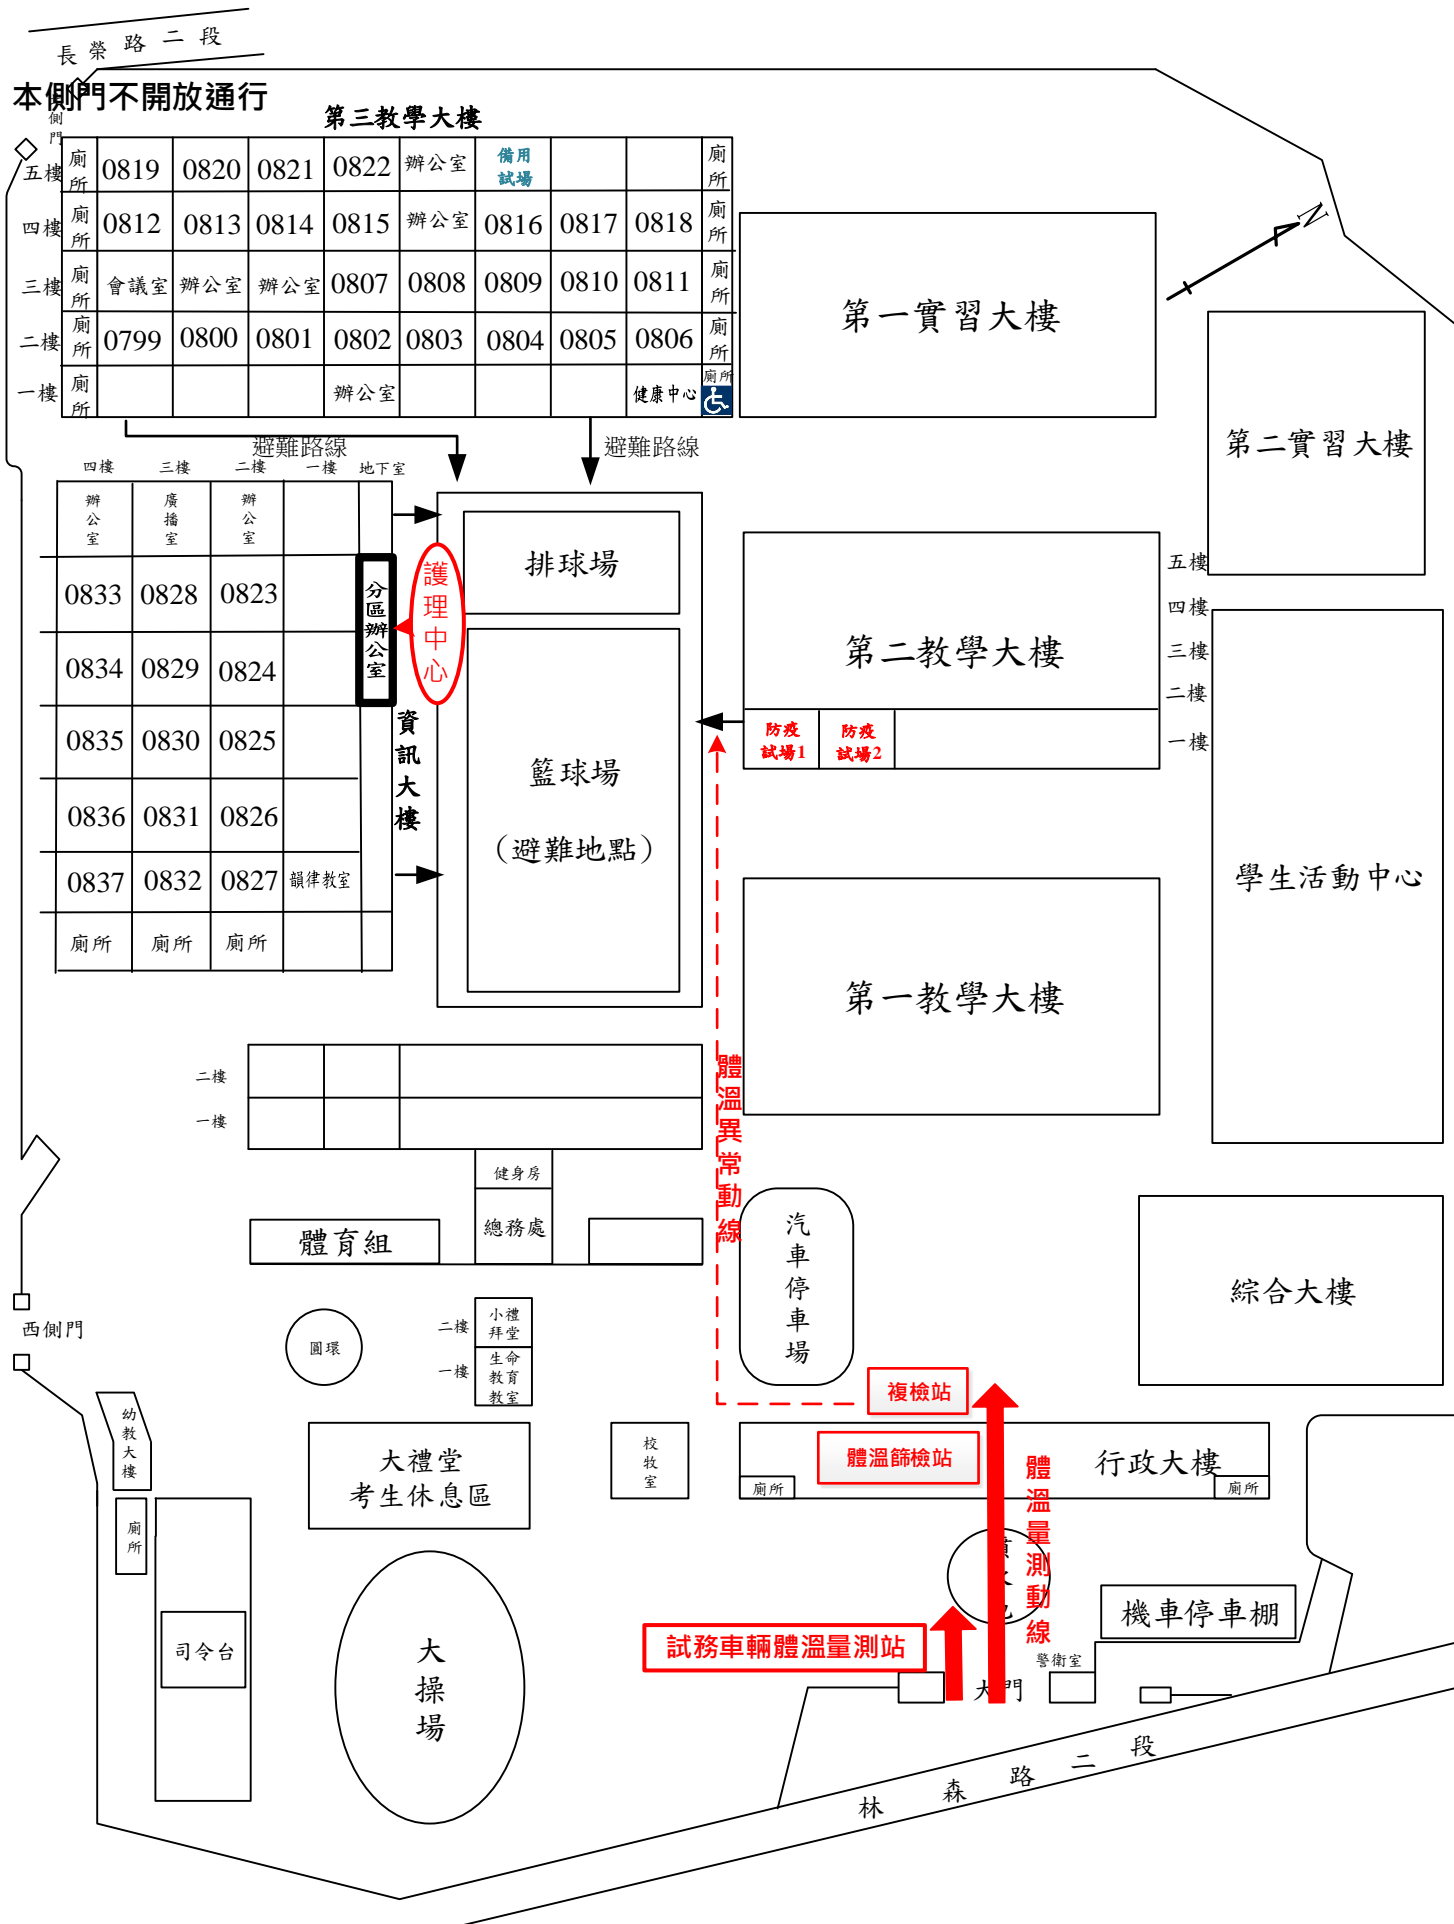 長榮路二段
本側門不開放通行
側門
第三教學大樓
五樓 廁所 0819 0820 0821 0822 辦公室 備用試場 廁所
四樓 廁所 0812 0813 0814 0815 辦公室 0816 0817 0818 廁所
三樓 廁所 會議室 辦公室 辦公室 0807 0808 0809 0810 0811 廁所
二樓 廁所 0799 0800 0801 0802 0803 0804 0805 0806 廁所
一樓 廁所 辦公室 健康中心 廁所
N
第一實習大樓
第二實習大樓
避難路線 避難路線
四樓 三樓 二樓 一樓 地下室
辦公室 廣播室 辦公室
0833 0828 0823
0834 0829 0824
0835 0830 0825
0836 0831 0826
0837 0832 0827 韻律教室
廁所 廁所 廁所
分區辦公室
護理中心
資訊大樓
排球場
籃球場
(避難地點)
第二教學大樓
防疫試場1
防疫試場2
五樓
四樓
三樓
二樓
一樓
學生活動中心
第一教學大樓
體溫異常動線
二樓
一樓
健身房
總務處
體育組
汽車停車場
綜合大樓
西側門
圓環
二樓 小禮拜堂
一樓 生命教育教室
複檢站
幼教大樓
大禮堂
考生休息區
校牧室
體溫篩檢站
行政大樓
廁所 廁所
體溫量測動線
廁所
司令台
大操場
試務車輛體溫量測站
機車停車棚
警衛室
大門
林森路二段